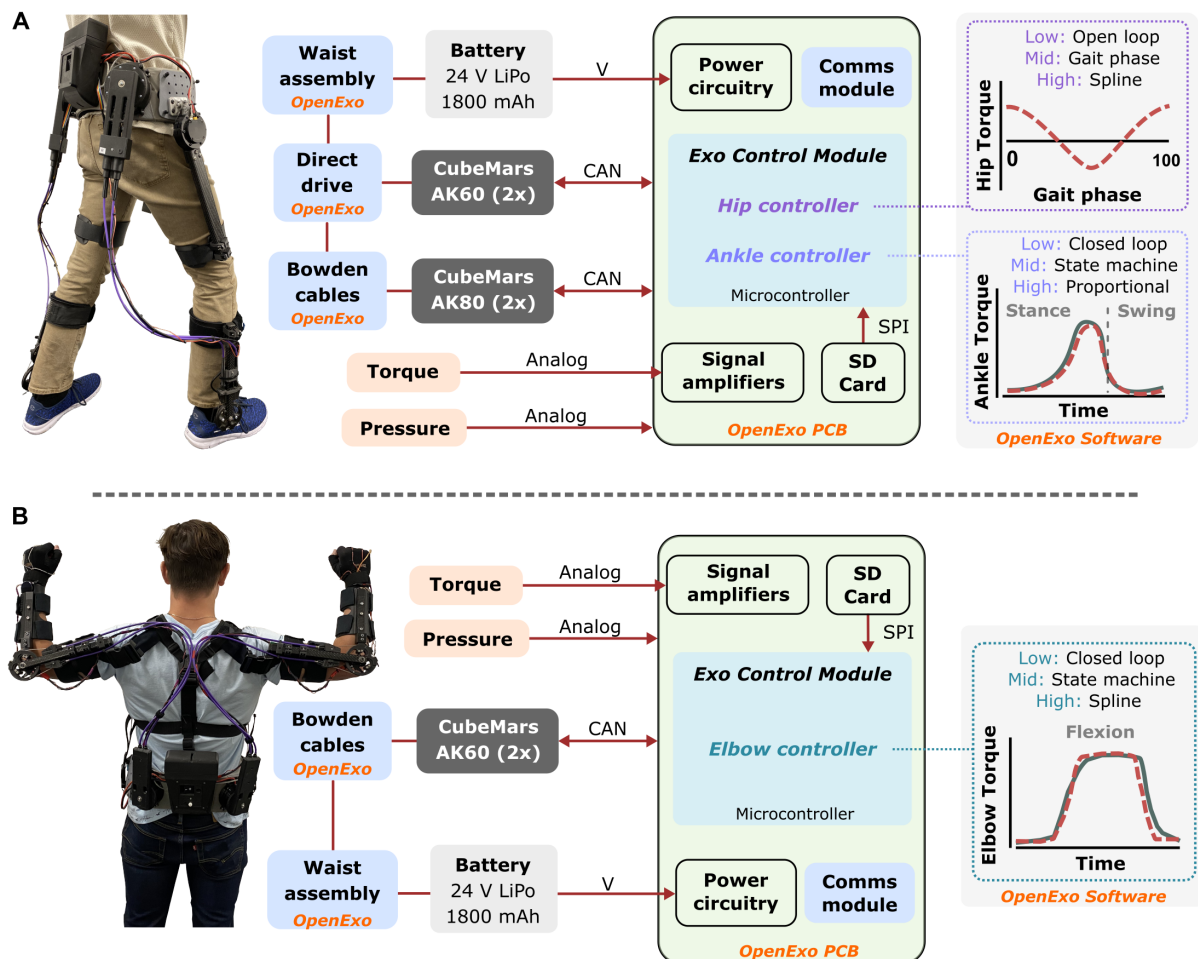 A
Waist
assembly
OpenExo
Battery
24 V LiPo
1800 mAh
V
Power
circuitry
Comms
module
Direct
drive
OpenExo
CubeMars
AK60 (2x)
CAN
Exo Control Module
Hip controller
Ankle controller
Microcontroller
Bowden
cables
OpenExo
CubeMars
AK80 (2x)
CAN
SPI
Torque
Analog
Signal
amplifiers
SD
Card
Pressure
Analog
OpenExo PCB
Low: Open loop
Mid: Gait phase
High: Spline
Hip Torque
0
100
Gait phase
Low: Closed loop
Mid: State machine
High: Proportional
Stance
Swing
Ankle Torque
Time
OpenExo Software
B
Torque
Analog
Signal
amplifiers
SD
Card
Pressure
Analog
SPI
Exo Control Module
Elbow controller
Microcontroller
Bowden
cables
OpenExo
CubeMars
AK60 (2x)
CAN
Waist
assembly
OpenExo
Battery
24 V LiPo
1800 mAh
V
Power
circuitry
Comms
module
OpenExo PCB
Low: Closed loop
Mid: State machine
High: Spline
Flexion
Elbow Torque
Time
OpenExo Software